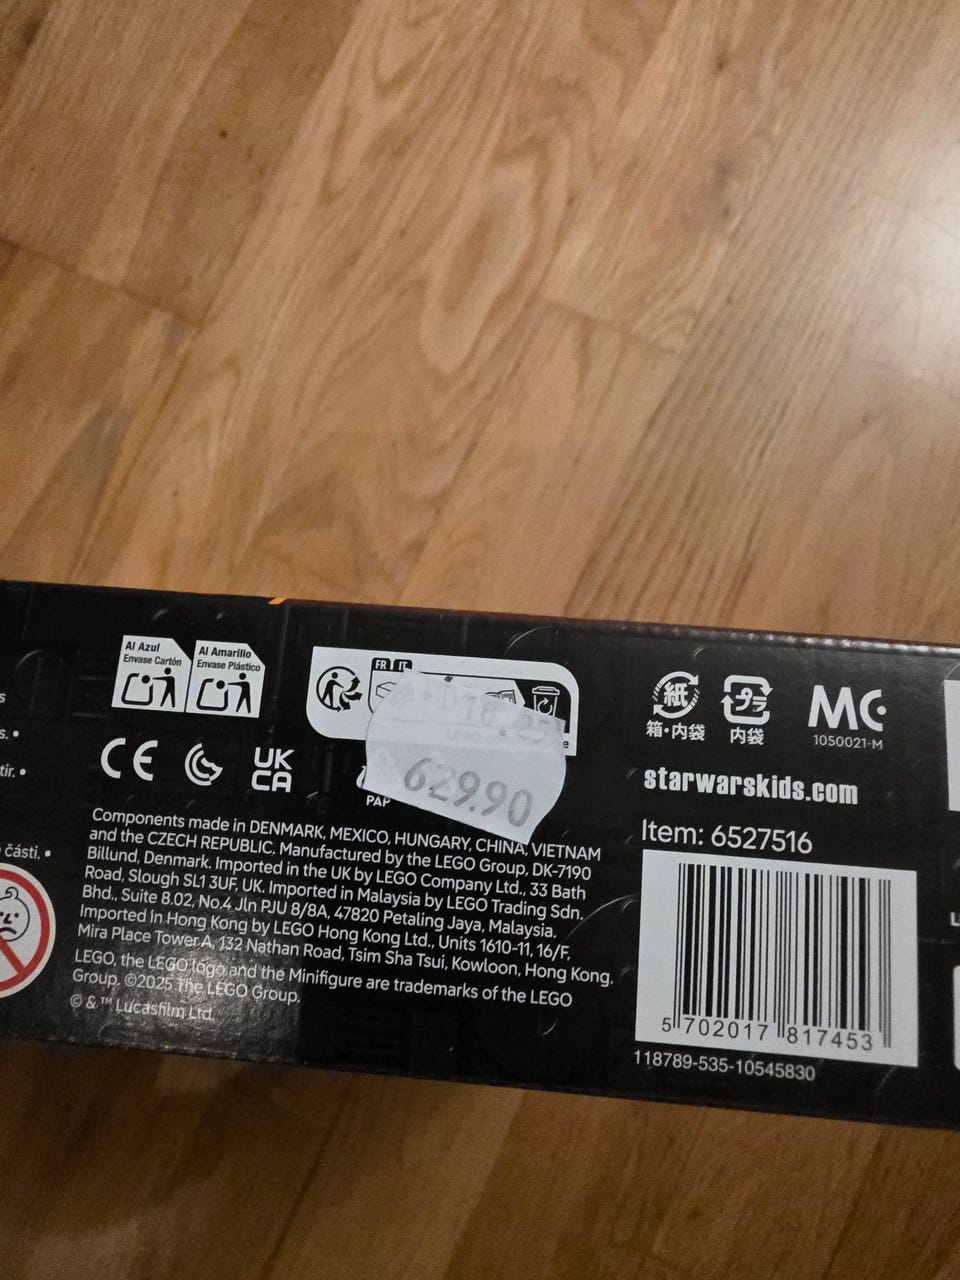 Al Azul
Envase Cartón
Al Amarillo
Envase Plástico
FR IT
629.90
PAP
CE
UK
CA
紙
箱・内袋
プラ
内袋
MC
1050021-M
starwarskids.com
Item: 6527516
Components made in DENMARK, MEXICO, HUNGARY, CHINA, VIETNAM
and the CZECH REPUBLIC. Manufactured by the LEGO Group, DK-7190
Billund, Denmark. Imported in the UK by LEGO Company Ltd., 33 Bath
Road, Slough SL1 3UF, UK. Imported in Malaysia by LEGO Trading Sdn.
Bhd., Suite 8.02, No.4 Jln PJU 8/8A, 47820 Petaling Jaya, Malaysia.
Imported in Hong Kong by LEGO Hong Kong Ltd., Units 1610-11, 16/F,
Mira Place Tower A, 132 Nathan Road, Tsim Sha Tsui, Kowloon, Hong Kong.
LEGO, the LEGO logo and the Minifigure are trademarks of the LEGO
Group. ©2025 The LEGO Group.
© & ™ Lucasfilm Ltd.
5 702017 817453
118789-535-10545830
části. •